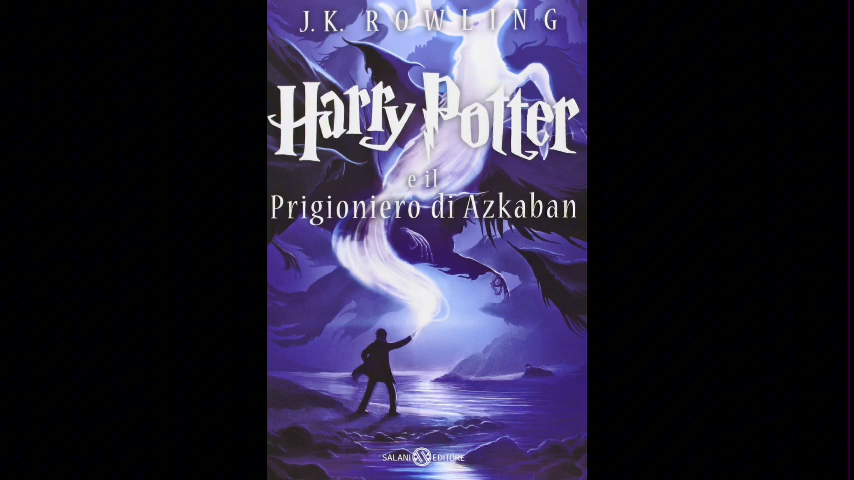 J. K. ROWLING
Harry Potter
e il
Prigioniero di Azkaban
SALANI EDITORE